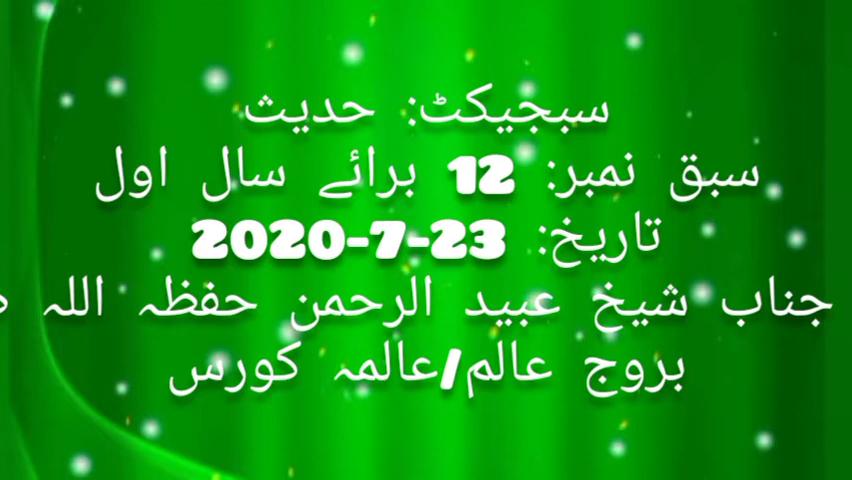 سبجیکٹ: حدیث
سبق نمبر: 12 برائے سال اول
تاریخ: 23-7-2020
جناب شیخ عبید الرحمن حفظہ اللہ
بروج عالم/عالمہ کورس